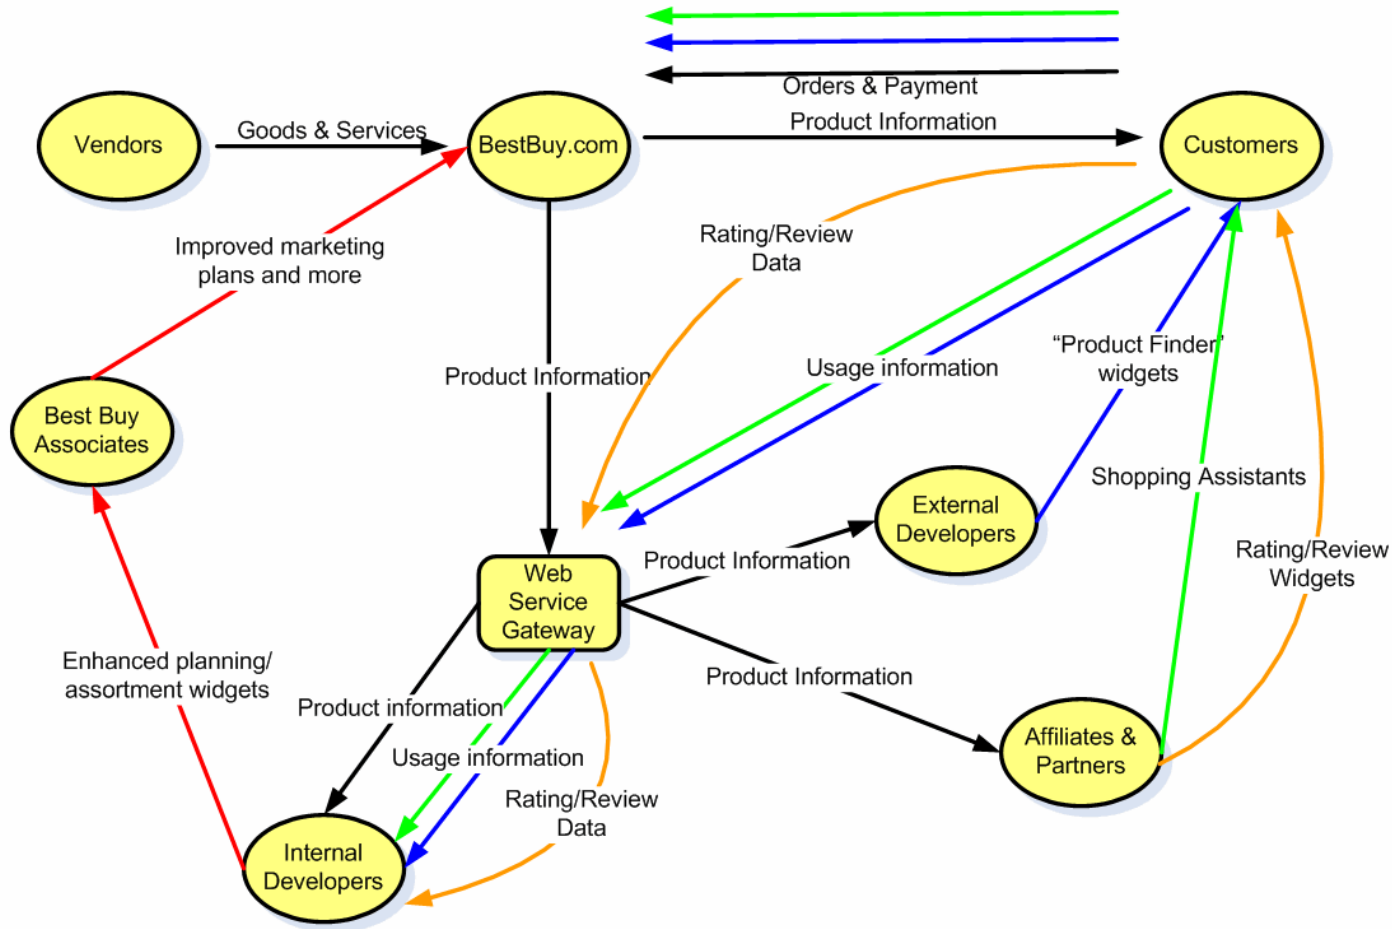 Orders & Payment
Goods & Services
Product Information
Vendors
BestBuy.com
Customers
Rating/Review
Data
Improved marketing
plans and more
"Product Finder'
widgets
Usage information
Product Information
Best Buy
Associates
Shopping Assistants
External
Developers
Rating/Review
Widgets
Product Information
Web
Service
Gateway
Enhanced planning/
assortment widgets
Product Information
Product information
Affiliates &
Partners
Usage information
Rating/Review
Data
Internal
Developers